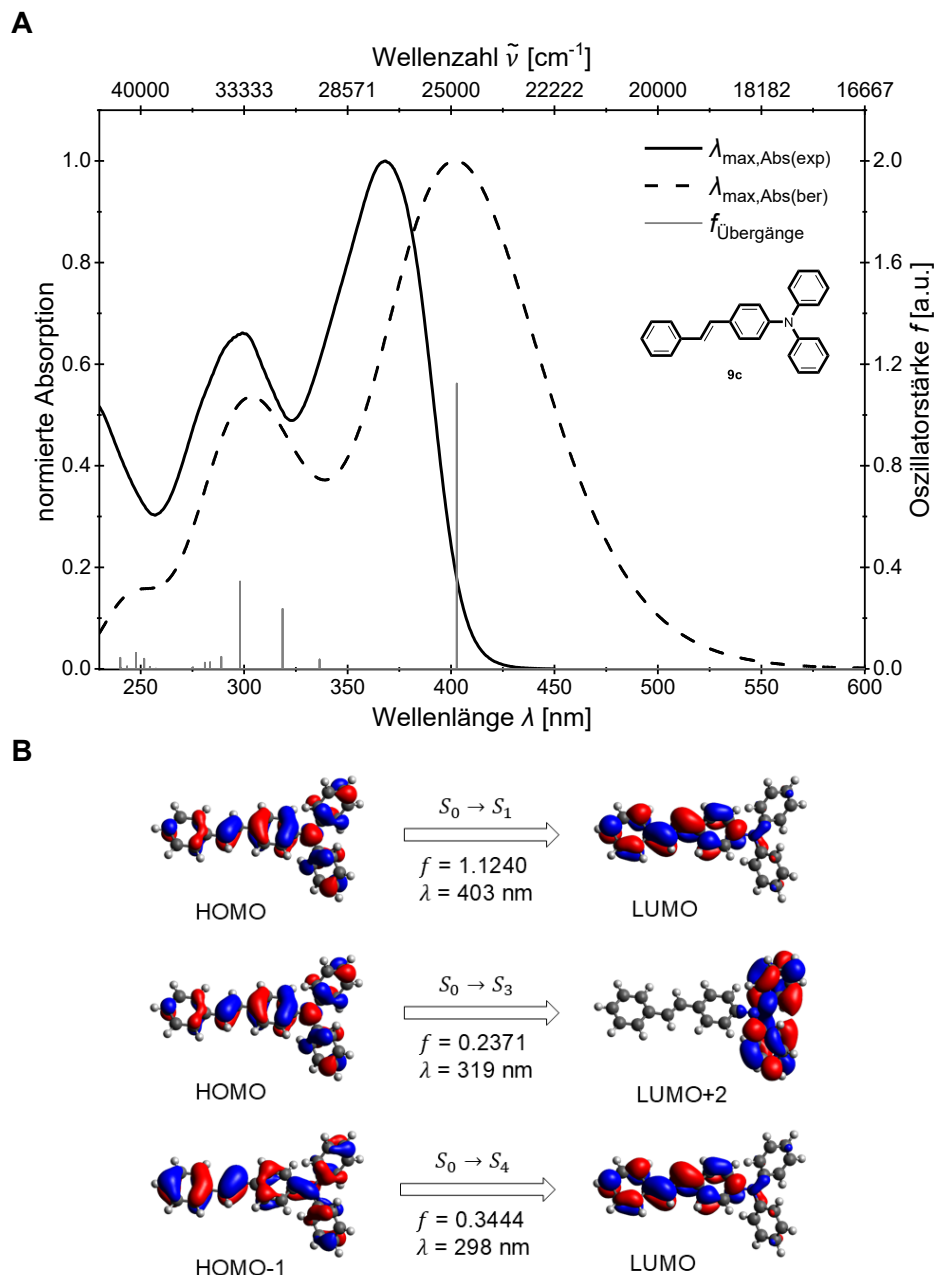 A
Wellenzahl ν̃ [cm⁻¹]
40000 33333 28571 25000 22222 20000 18182 16667
normierte Absorption
1.0
0.8
0.6
0.4
0.2
0.0
λmax,Abs(exp)
λmax,Abs(ber)
fÜbergänge
N
9c
2.0
1.6
1.2
0.8
0.4
0.0
Oszillatorstärke f [a.u.]
250 300 350 400 450 500 550 600
Wellenlänge λ [nm]
B
S₀ → S₁
f = 1.1240
λ = 403 nm
HOMO LUMO
S₀ → S₃
f = 0.2371
λ = 319 nm
HOMO LUMO+2
S₀ → S₄
f = 0.3444
λ = 298 nm
HOMO-1 LUMO